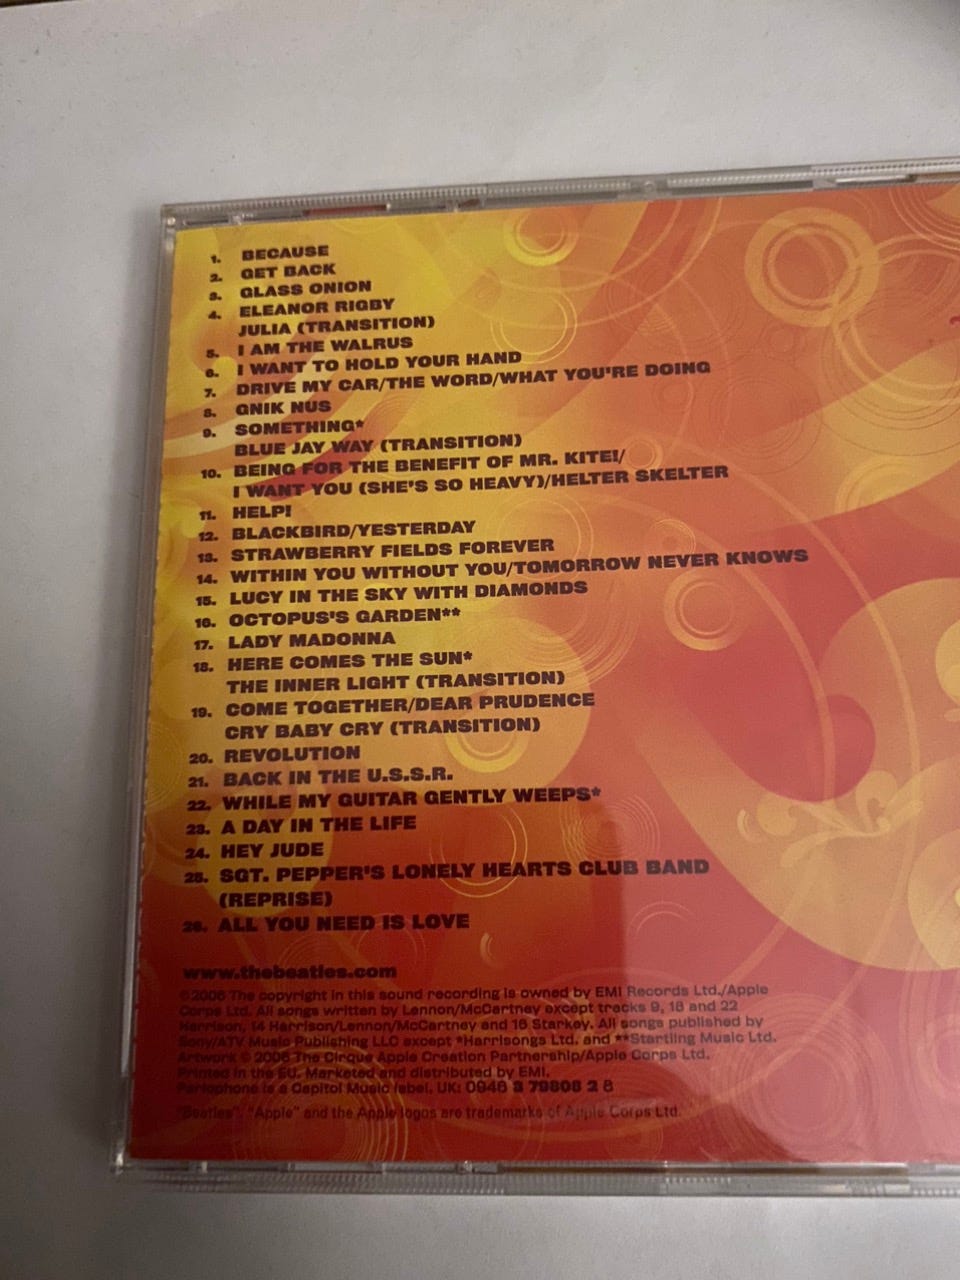 1. BECAUSE
2. GET BACK
3. GLASS ONION
4. ELEANOR RIGBY
JULIA (TRANSITION)
5. I AM THE WALRUS
6. I WANT TO HOLD YOUR HAND
7. DRIVE MY CAR/THE WORD/WHAT YOU'RE DOING
8. GNIK NUS
9. SOMETHING*
BLUE JAY WAY (TRANSITION)
10. BEING FOR THE BENEFIT OF MR. KITE!/
I WANT YOU (SHE'S SO HEAVY)/HELTER SKELTER
11. HELP!
12. BLACKBIRD/YESTERDAY
13. STRAWBERRY FIELDS FOREVER
14. WITHIN YOU WITHOUT YOU/TOMORROW NEVER KNOWS
15. LUCY IN THE SKY WITH DIAMONDS
16. OCTOPUS'S GARDEN**
17. LADY MADONNA
18. HERE COMES THE SUN*
THE INNER LIGHT (TRANSITION)
19. COME TOGETHER/DEAR PRUDENCE
CRY BABY CRY (TRANSITION)
20. REVOLUTION
21. BACK IN THE U.S.S.R.
22. WHILE MY GUITAR GENTLY WEEPS*
23. A DAY IN THE LIFE
24. HEY JUDE
25. SGT. PEPPER'S LONELY HEARTS CLUB BAND
(REPRISE)
26. ALL YOU NEED IS LOVE
www.thebeatles.com
©2006 The copyright in this sound recording is owned by EMI Records Ltd./Apple
Corps Ltd. All songs written by Lennon/McCartney except tracks 9, 18 and 22
Harrison, 14 Harrison/Lennon/McCartney and 16 Starkey. All songs published by
Sony/ATV Music Publishing LLC except *Harrisongs Ltd. and **Startling Music Ltd.
Artwork © 2006 The Cirque Apple Creation Partnership/Apple Corps Ltd.
Printed in the EU. Marketed and distributed by EMI.
Parlophone is a Capitol Music label. UK: 0946 3 79808 2 8
"Beatles", "Apple" and the Apple logos are trademarks of Apple Corps Ltd.